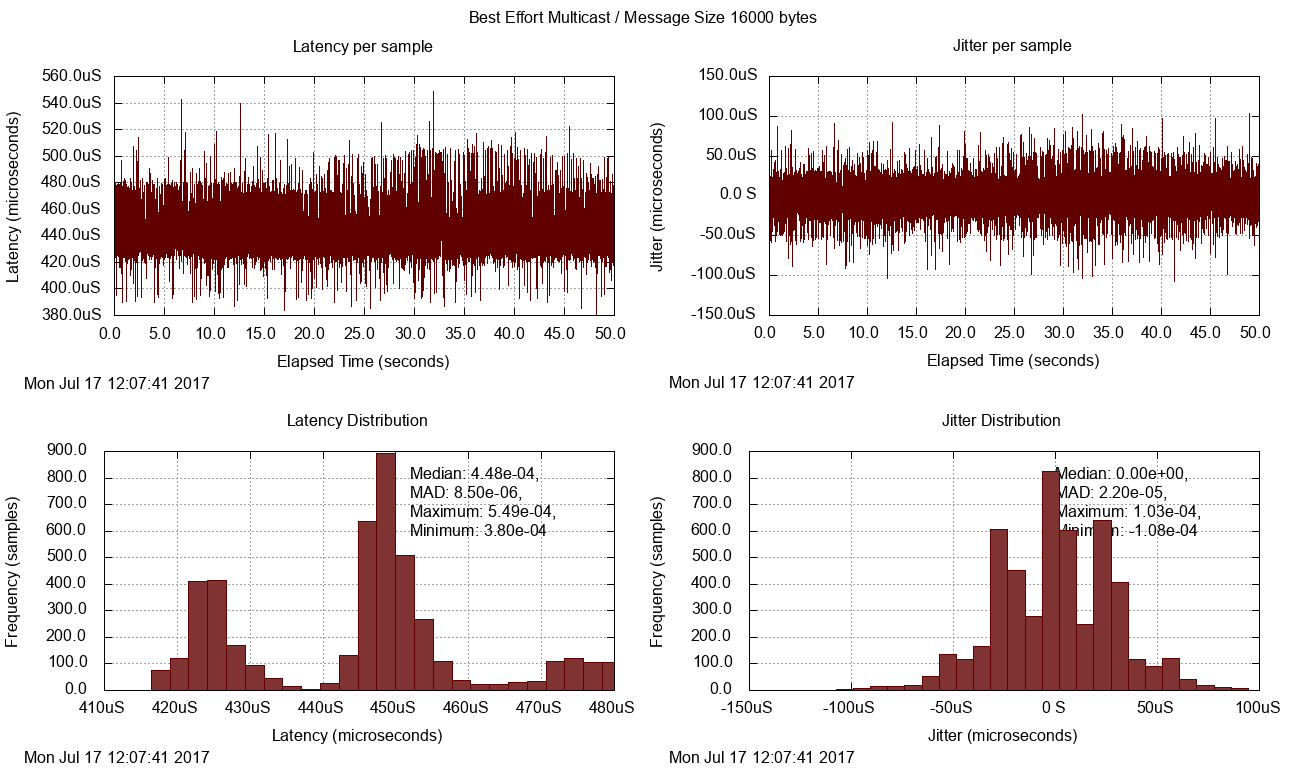 Best Effort Multicast / Message Size 16000 bytes
Latency per sample
560.0uS
540.0uS
520.0uS
500.0uS
480.0uS
460.0uS
440.0uS
420.0uS
400.0uS
380.0uS
Latency (microseconds)
0. 5.0 10.0 15.0 20.0 25.0 30.0 35.0 40.0 45.0 50.0
Elapsed Time (seconds)
Mon Jul 17 12:07:41 2017
Jitter per sample
150.0uS
100.0uS
50.0uS
0.0 S
-50.0uS
-100.0uS
-150.0uS
Jitter (microseconds)
0. 5.0 10.0 15.0 20.0 25.0 30.0 35.0 40.0 45.0 50.0
Elapsed Time (seconds)
Mon Jul 17 12:07:41 2017
Latency Distribution
900.0
800.0
700.0
600.0
500.0
400.0
300.0
200.0
100.0
0.0
Frequency (samples)
Median: 4.48e-04,
MAD: 8.50e-06,
Maximum: 5.49e-04,
Minimum: 3.80e-04
410uS 420uS 430uS 440uS 450uS 460uS 470uS 480uS
Latency (microseconds)
Mon Jul 17 12:07:41 2017
Jitter Distribution
900.0
800.0
700.0
600.0
500.0
400.0
300.0
200.0
100.0
0.0
Frequency (samples)
Median: 0.00e+00,
MAD: 2.20e-05,
Maximum: 1.03e-04,
Minimum: -1.08e-04
-150uS -100uS -50uS 0 S 50uS 100uS
Jitter (microseconds)
Mon Jul 17 12:07:41 2017